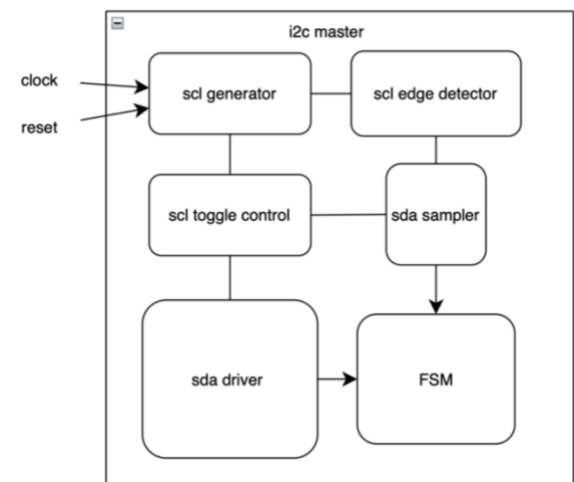 i2c master
clock
scl generator
scl edge detector
reset
scl toggle control
sda sampler
sda driver
FSM